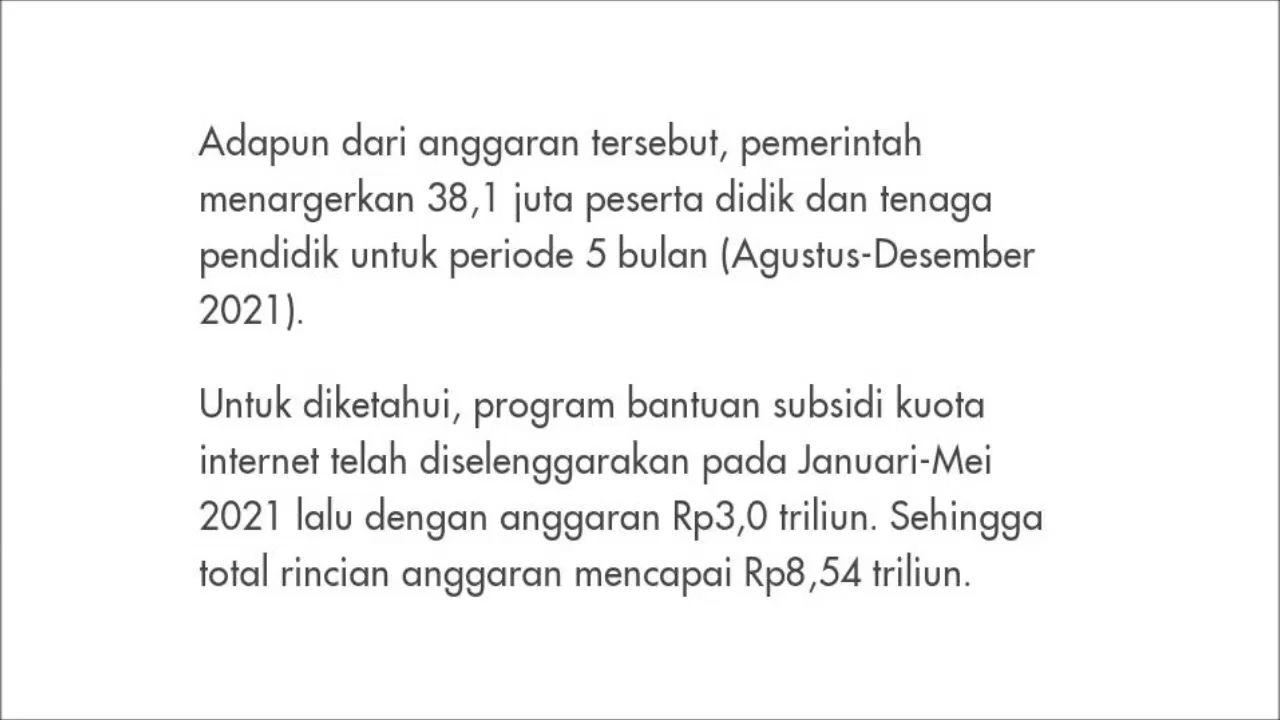 Adapun dari anggaran tersebut, pemerintah
menargerkan 38,1 juta peserta didik dan tenaga
pendidik untuk periode 5 bulan (Agustus-Desember
2021).
Untuk diketahui, program bantuan subsidi kuota
internet telah diselenggarakan pada Januari-Mei
2021 lalu dengan anggaran Rp3,0 triliun. Sehingga
total rincian anggaran mencapai Rp8,54 triliun.